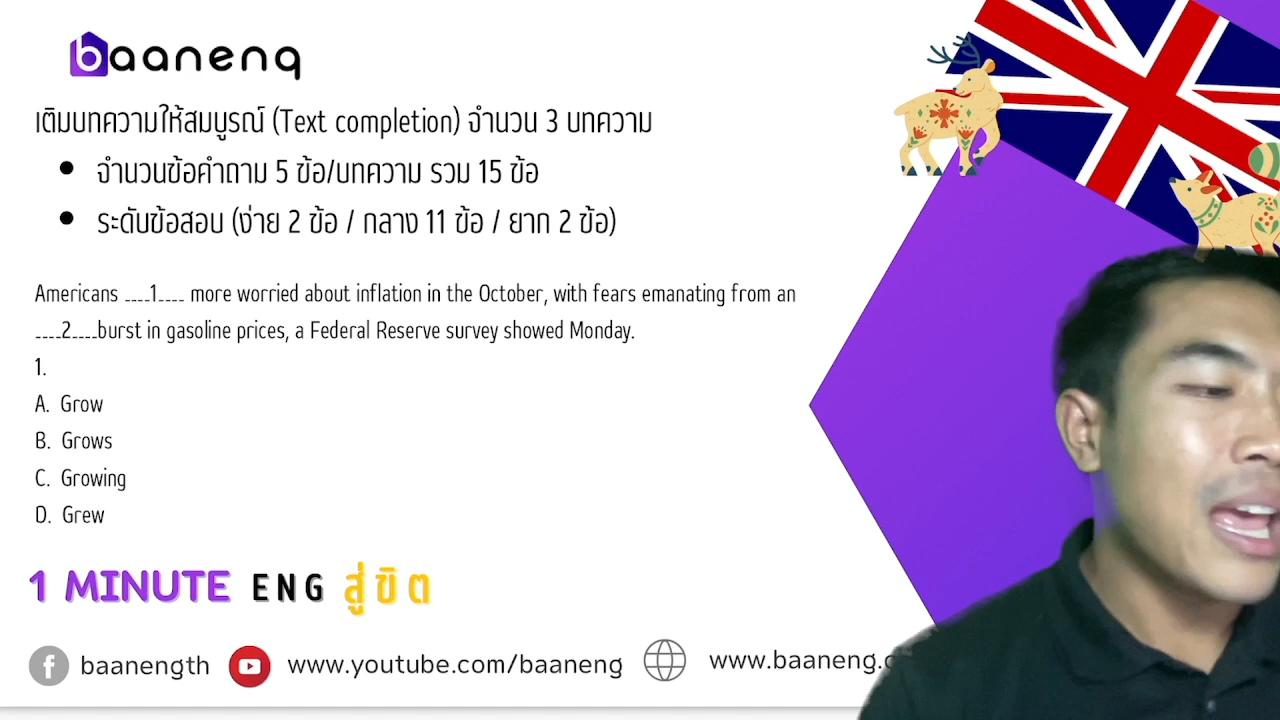 baanenq
เติมบทความให้สมบูรณ์ (Text completion) จำนวน 3 บทความ
• จำนวนข้อคำถาม 5 ข้อ/บทความ รวม 15 ข้อ
• ระดับข้อสอบ (ง่าย 2 ข้อ / กลาง 11 ข้อ / ยาก 2 ข้อ)
Americans ____1____ more worried about inflation in the October, with fears emanating from an
____2____burst in gasoline prices, a Federal Reserve survey showed Monday.
1.
A. Grow
B. Grows
C. Growing
D. Grew
1 MINUTE ENG สู่ขิต
baanength www.youtube.com/baaneng www.baaneng.